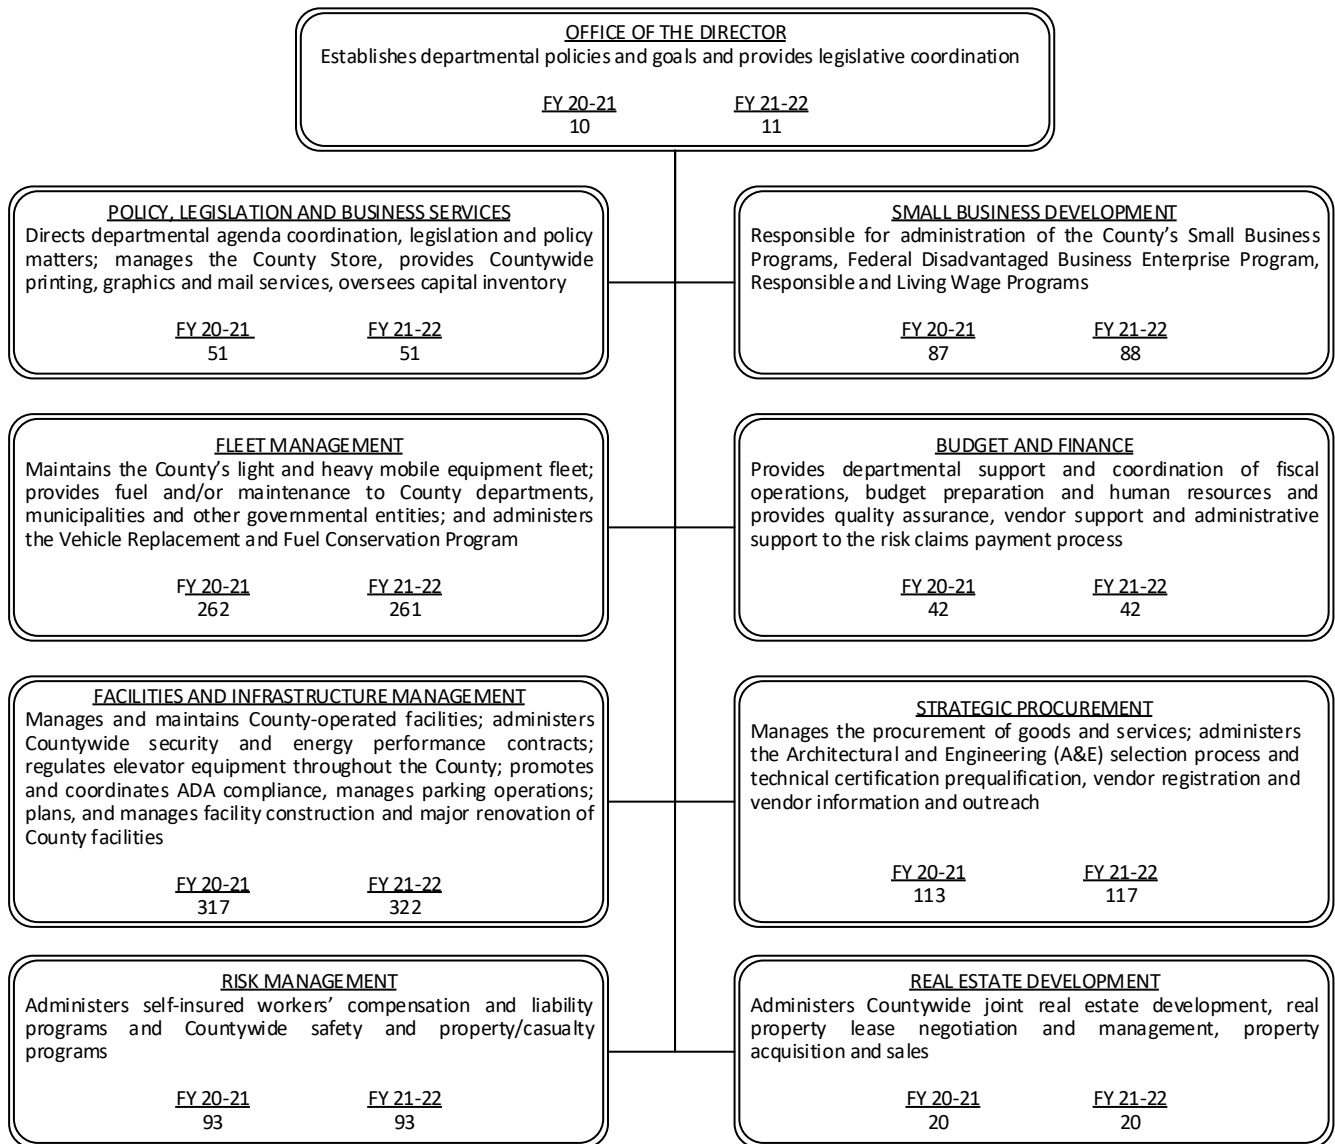 OFFICE OF THE DIRECTOR
Establishes departmental policies and goals and provides legislative coordination
FY 20-21 FY 21-22
10 11
POLICY, LEGISLATION AND BUSINESS SERVICES
Directs departmental agenda coordination, legislation and policy
matters; manages the County Store, provides Countywide
printing, graphics and mail services, oversees capital inventory
FY 20-21 FY 21-22
51 51
SMALL BUSINESS DEVELOPMENT
Responsible for administration of the County's Small Business
Programs, Federal Disadvantaged Business Enterprise Program,
Responsible and Living Wage Programs
FY 20-21 FY 21-22
87 88
FLEET MANAGEMENT
Maintains the County's light and heavy mobile equipment fleet;
provides fuel and/or maintenance to County departments,
municipalities and other governmental entities; and administers
the Vehicle Replacement and Fuel Conservation Program
FY 20-21 FY 21-22
262 261
BUDGET AND FINANCE
Provides departmental support and coordination of fiscal
operations, budget preparation and human resources and
provides quality assurance, vendor support and administrative
support to the risk claims payment process
FY 20-21 FY 21-22
42 42
FACILITIES AND INFRASTRUCTURE MANAGEMENT
Manages and maintains County-operated facilities; administers
Countywide security and energy performance contracts;
regulates elevator equipment throughout the County; promotes
and coordinates ADA compliance, manages parking operations;
plans, and manages facility construction and major renovation of
County facilities
FY 20-21 FY 21-22
317 322
STRATEGIC PROCUREMENT
Manages the procurement of goods and services; administers
the Architectural and Engineering (A&E) selection process and
technical certification prequalification, vendor registration and
vendor information and outreach
FY 20-21 FY 21-22
113 117
RISK MANAGEMENT
Administers self-insured workers' compensation and liability
programs and Countywide safety and property/casualty
programs
FY 20-21 FY 21-22
93 93
REAL ESTATE DEVELOPMENT
Administers Countywide joint real estate development, real
property lease negotiation and management, property
acquisition and sales
FY 20-21 FY 21-22
20 20